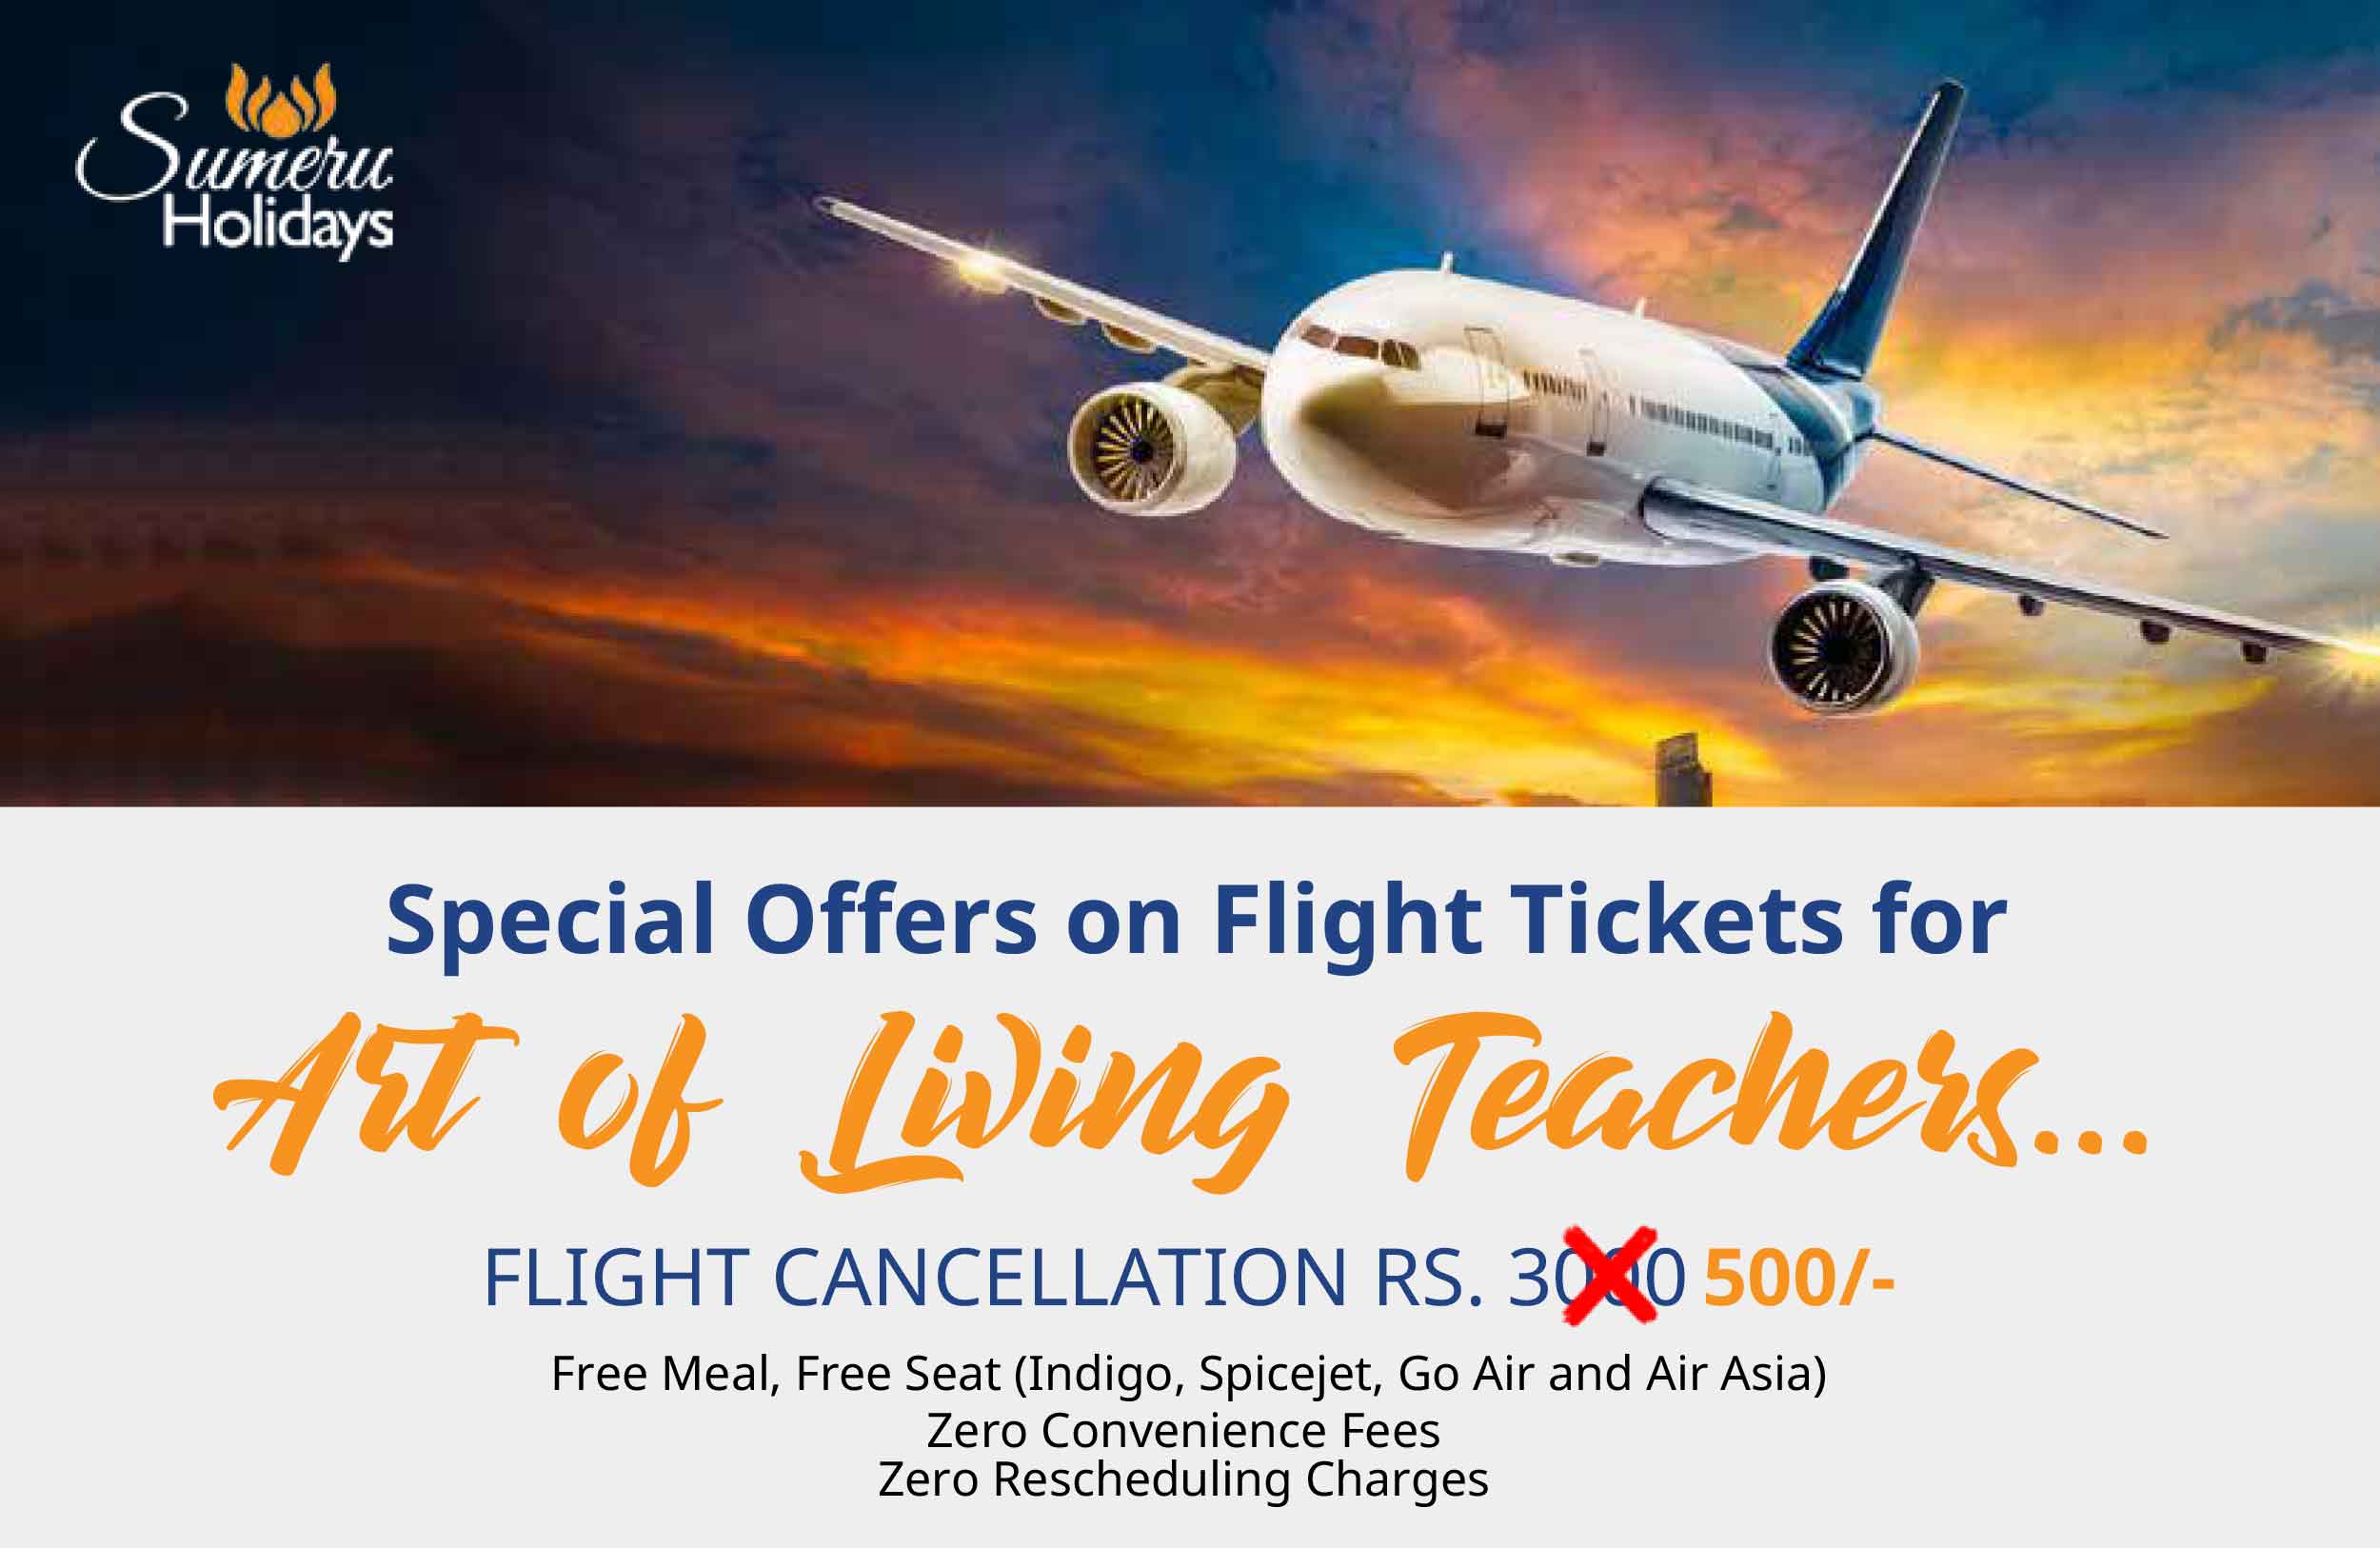 Sumeru
Holidays
Special Offers on Flight Tickets for
Art of Living Teachers...
FLIGHT CANCELLATION RS. 3000 500/-
Free Meal, Free Seat (Indigo, Spicejet, Go Air and Air Asia)
Zero Convenience Fees
Zero Rescheduling Charges